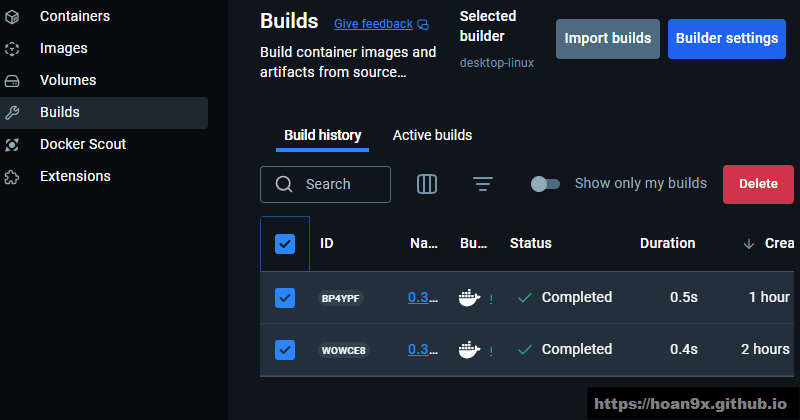 Containers
Images
Volumes
Builds
Docker Scout
Extensions
Builds Give feedback
Build container images and
artifacts from source...
Selected
builder
desktop-linux
Import builds
Builder settings
Build history Active builds
Search
Show only my builds
Delete
ID Na... Bu... Status Duration Crea
BP4YPF 0.3... Completed 0.5s 1 hour
WOWCE8 0.3... Completed 0.4s 2 hours
https://hoan9x.github.io